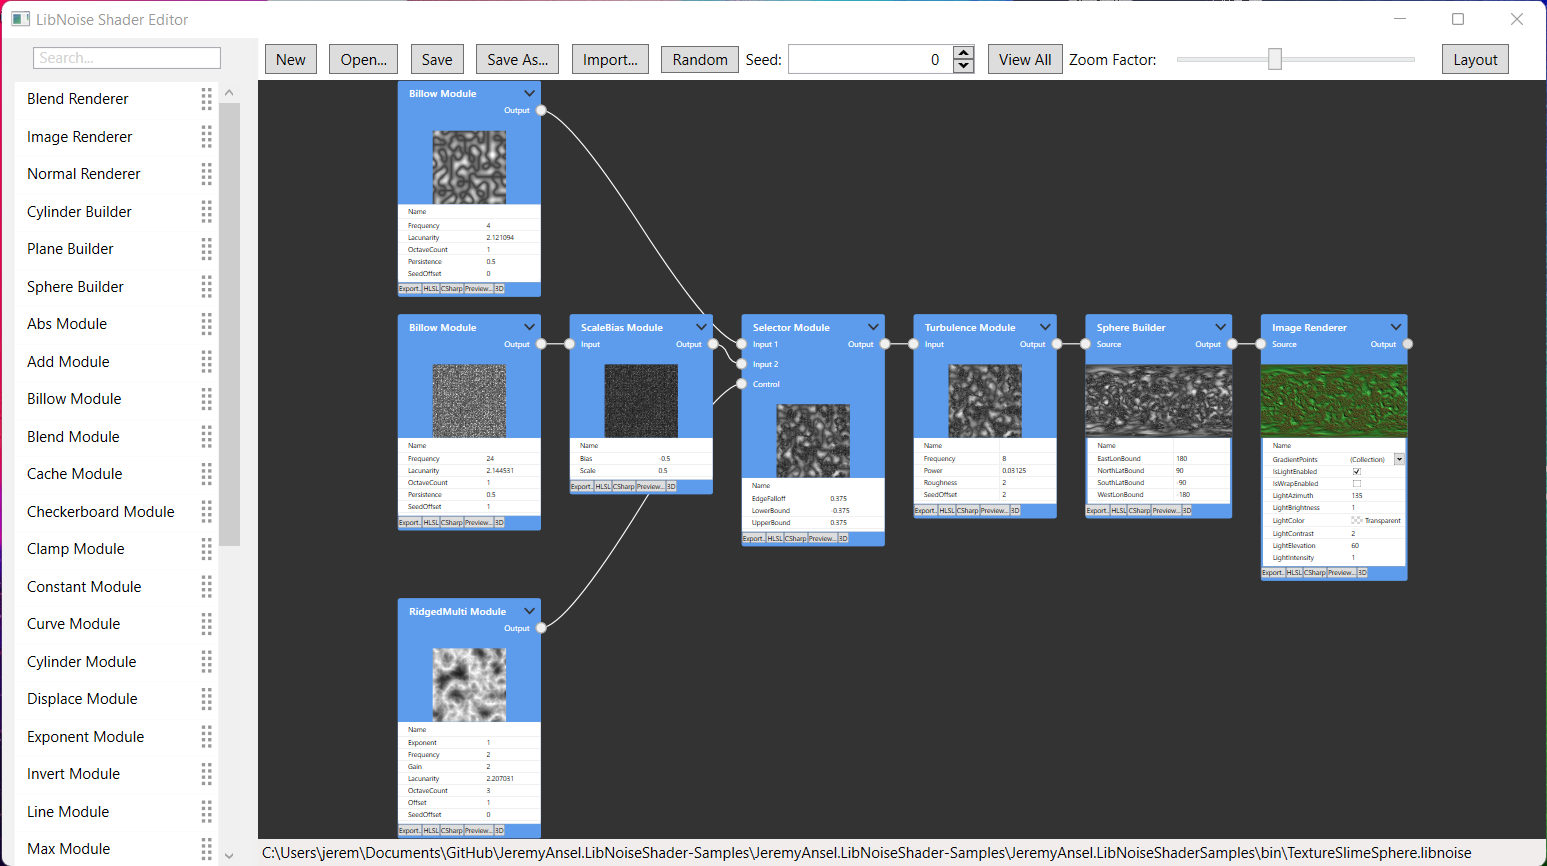 LibNoise Shader Editor
Search...
New
Open...
Save
Save As...
Import...
Random
Seed:
0
View All
Zoom Factor:
Layout
Blend Renderer
Image Renderer
Normal Renderer
Cylinder Builder
Plane Builder
Sphere Builder
Abs Module
Add Module
Billow Module
Blend Module
Cache Module
Checkerboard Module
Clamp Module
Constant Module
Curve Module
Cylinder Module
Displace Module
Exponent Module
Invert Module
Line Module
Max Module
Billow Module
Output
Name
Frequency 4
Lacunarity 2.121094
OctaveCount 1
Persistence 0.5
SeedOffset 0
Export.. HLSL CSharp Preview... 3D
Billow Module
Output
Name
Frequency 24
Lacunarity 2.144531
OctaveCount 1
Persistence 0.5
SeedOffset 1
Export.. HLSL CSharp Preview... 3D
RidgedMulti Module
Output
Name
Exponent 1
Frequency 2
Gain 2
Lacunarity 2.207031
OctaveCount 3
Offset 1
SeedOffset 0
Export.. HLSL CSharp Preview... 3D
ScaleBias Module
Input Output
Name
Bias -0.5
Scale 0.5
Export.. HLSL CSharp Preview... 3D
Selector Module
Input 1 Output
Input 2
Control
Name
EdgeFalloff 0.375
LowerBound -0.375
UpperBound 0.375
Export.. HLSL CSharp Preview... 3D
Turbulence Module
Input Output
Name
Frequency 8
Power 0.03125
Roughness 2
SeedOffset 2
Export.. HLSL CSharp Preview... 3D
Sphere Builder
Source Output
Name
EastLonBound 180
NorthLatBound 90
SouthLatBound -90
WestLonBound -180
Export.. HLSL CSharp Preview... 3D
Image Renderer
Source Output
Name
GradientPoints (Collection)
IsLightEnabled
IsWrapEnabled
LightAzimuth 135
LightBrightness 1
LightColor Transparent
LightContrast 2
LightElevation 60
LightIntensity 1
Export.. HLSL CSharp Preview... 3D
C:\Users\jerem\Documents\GitHub\JeremyAnsel.LibNoiseShader-Samples\JeremyAnsel.LibNoiseShader-Samples\JeremyAnsel.LibNoiseShaderSamples\bin\TextureSlimeSphere.libnoise